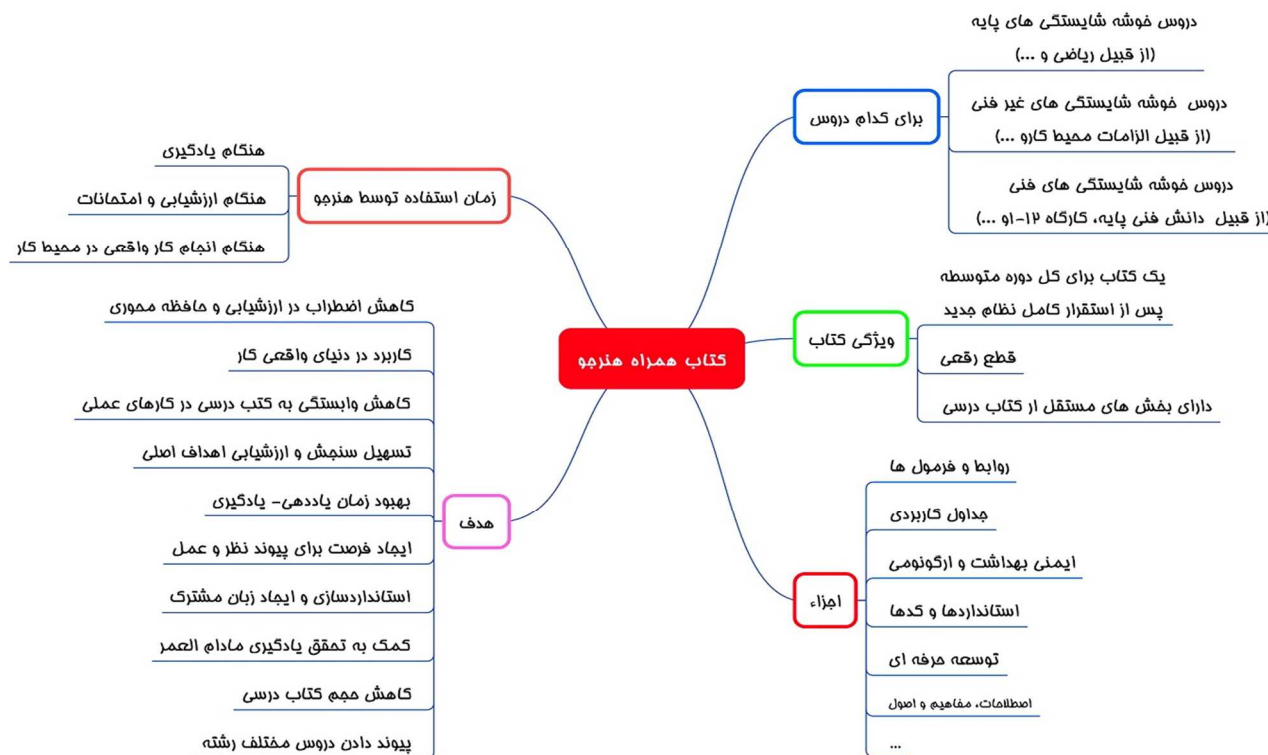 کتاب همراه هنرجو
برای کدام دروس
دروس خوشه شایستگی های پایه
(از قبیل ریاضی و ...)
دروس خوشه شایستگی های غیر فنی
(از قبیل الزامات محیط کارو ...)
دروس خوشه شایستگی های فنی
(از قبیل دانش فنی پایه، کارگاه ۱۲-۱و ...)
ویژگی کتاب
یک کتاب برای کل دوره متوسطه
پس از استقرار کامل نظام جدید
قطع رقعی
دارای بخش های مستقل ار کتاب درسی
اجزاء
روابط و فرمول ها
جداول کاربردی
ایمنی بهداشت و ارگونومی
استانداردها و کدها
توسعه حرفه ای
اصطلاحات، مفاهیم و اصول
...
زمان استفاده توسط هنرجو
هنگام یادگیری
هنگام ارزشیابی و امتحانات
هنگام انجام کار واقعی در محیط کار
هدف
کاهش اضطراب در ارزشیابی و حافظه محوری
کاربرد در دنیای واقعی کار
کاهش وابستگی به کتب درسی در کارهای عملی
تسهیل سنجش و ارزشیابی اهداف اصلی
بهبود زمان یاددهی- یادگیری
ایجاد فرصت برای پیوند نظر و عمل
استانداردسازی و ایجاد زبان مشترک
کمک به تحقق یادگیری مادام العمر
کاهش حجم کتاب درسی
پیوند دادن دروس مختلف رشته